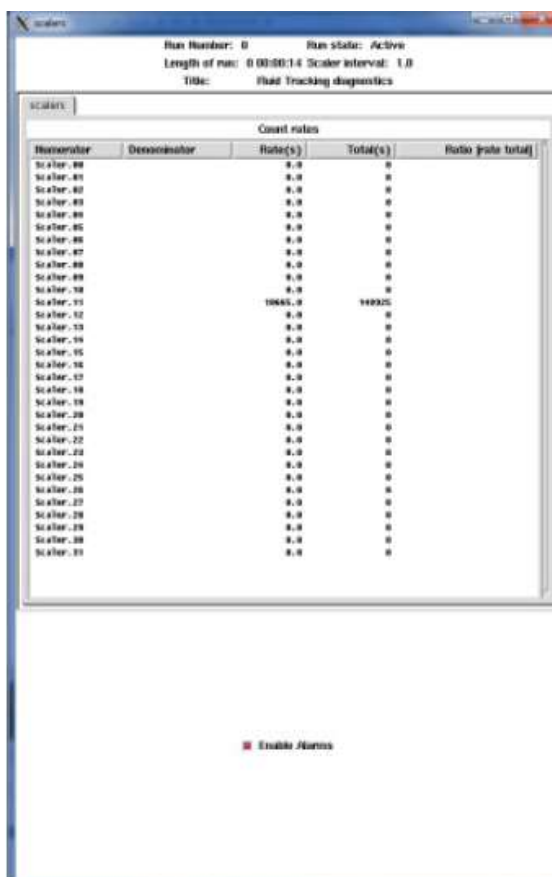 scalers
Run Number: 0 Run state: Active
Length of run: 0 00:00:14 Scaler interval: 1.0
Title: Fluid Tracking diagnostics
scalers
Count rates
Numerator Denominator Rate(s) Total(s) Ratio [rate total]
Scaler.00 0.0 0
Scaler.01 0.0 0
Scaler.02 0.0 0
Scaler.03 0.0 0
Scaler.04 0.0 0
Scaler.05 0.0 0
Scaler.06 0.0 0
Scaler.07 0.0 0
Scaler.08 0.0 0
Scaler.09 0.0 0
Scaler.10 0.0 0
Scaler.11
Scaler.12 0.0 0
Scaler.13 0.0 0
Scaler.14 0.0 0
Scaler.15 0.0 0
Scaler.16 0.0 0
Scaler.17 0.0 0
Scaler.18 0.0 0
Scaler.19 0.0 0
Scaler.20 0.0 0
Scaler.21 0.0 0
Scaler.22 0.0 0
Scaler.23 0.0 0
Scaler.24 0.0 0
Scaler.25 0.0 0
Scaler.26 0.0 0
Scaler.27 0.0 0
Scaler.28 0.0 0
Scaler.29 0.0 0
Scaler.30 0.0 0
Scaler.31 0.0 0
Enable Alarms